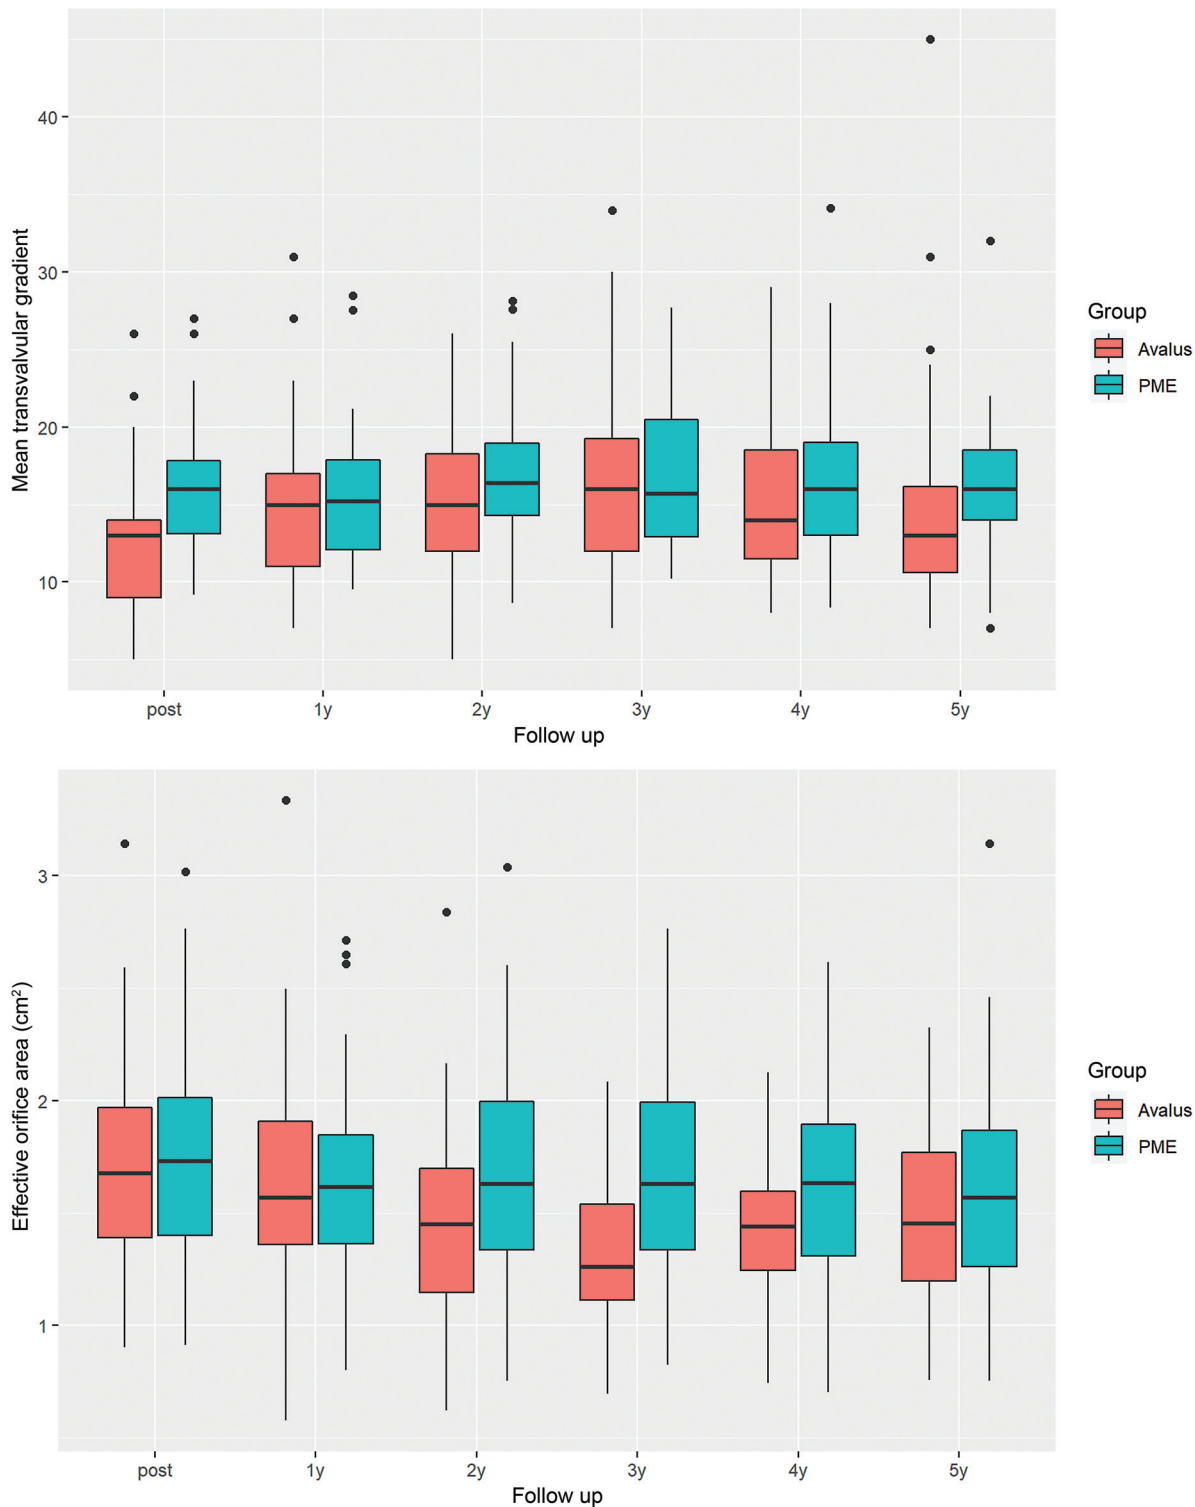 40
30
20
10
Mean transvalvular gradient
post 1y 2y 3y 4y 5y
Follow up
Group
Avalus
PME
3
2
1
Effective orifice area (cm²)
post 1y 2y 3y 4y 5y
Follow up
Group
Avalus
PME